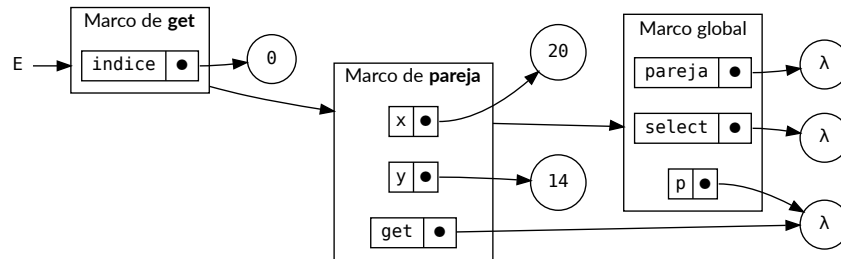 Marco de get
E
indice
0
Marco de pareja
x
20
y
14
get
Marco global
pareja
λ
select
λ
p
λ